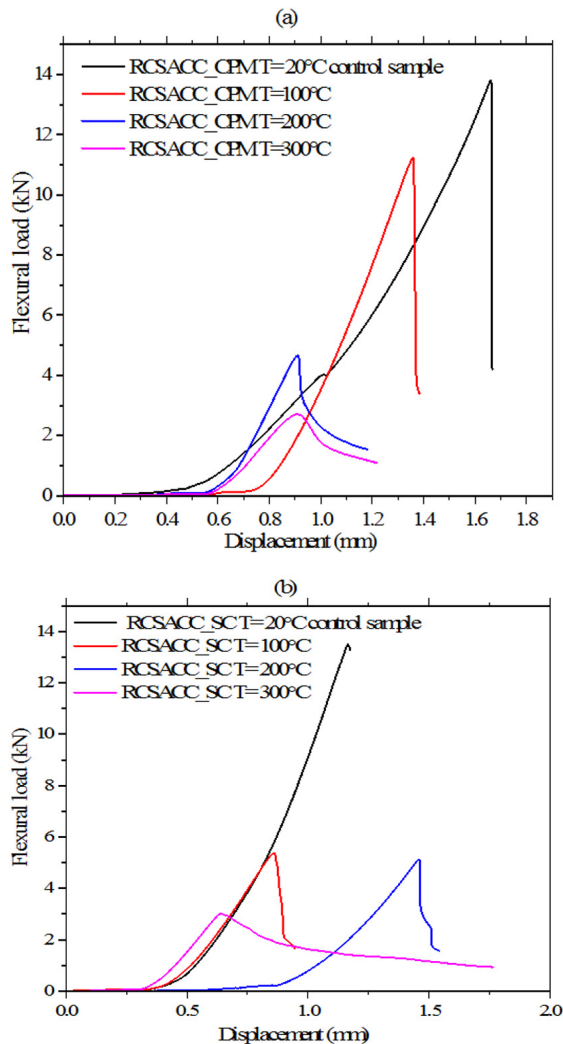 (a)
RCSACC_CPMT=20°C control sample
RCSACC_CPMT=100°C
RCSACC_CPMT=200°C
RCSACC_CPMT=300°C
Flexural load (kN)
14
12
10
8
6
4
2
0
0.0 0.2 0.4 0.6 0.8 1.0 1.2 1.4 1.6 1.8
Displacement (mm)
(b)
RCSACC_SCT=20°C control sample
RCSACC_SCT=100°C
RCSACC_SCT=200°C
RCSACC_SCT=300°C
Flexural load (kN)
14
12
10
8
6
4
2
0
0.0 0.5 1.0 1.5 2.0
Displacement (mm)